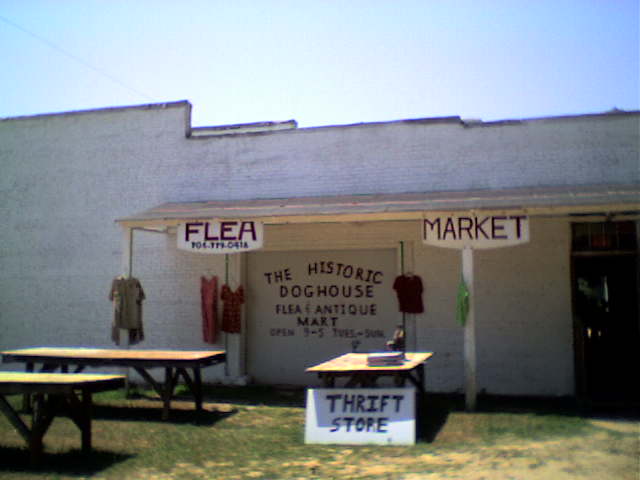 FLEA
MARKET
THE HISTORIC
DOGHOUSE
FLEA & ANTIQUE
MART
OPEN 9-5 TUES.-SUN.
THRIFT
STORE